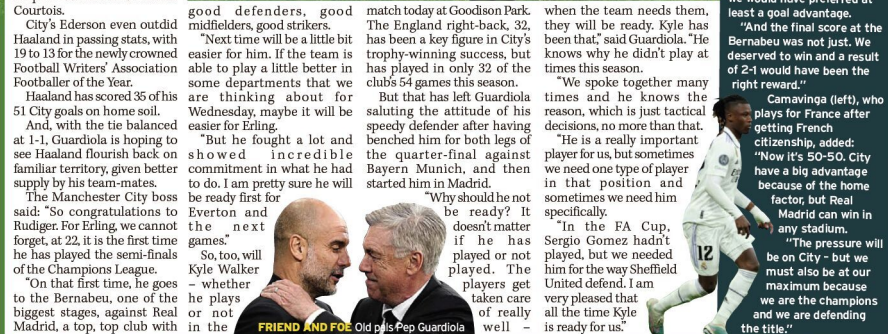 Courtois.
City's Ederson even outdid
Haaland in passing stats, with
19 to 13 for the newly crowned
Football Writers' Association
Footballer of the Year.
Haaland has scored 35 of his
51 City goals on home soil.
And, with the tie balanced
at 1-1, Guardiola is hoping to
see Haaland flourish back on
familiar territory, given better
supply by his team-mates.
The Manchester City boss
said: "So congratulations to
Rudiger. For Erling, we cannot
forget, at 22, it is the first time
he has played the semi-finals
of the Champions League.
"On that first time, he goes
to the Bernabeu, one of the
biggest stages, against Real
Madrid, a top, top club with
good defenders, good
midfielders, good strikers.
"Next time will be a little bit
easier for him. If the team is
able to play a little better in
some departments that we
are thinking about for
Wednesday, maybe it will be
easier for Erling.
"But he fought a lot and
showed incredible
commitment in what he had
to do. I am pretty sure he will
be ready first for
Everton and
the next
games."
So, too, will
Kyle Walker
– whether
he plays
or not
in the
match today at Goodison Park.
The England right-back, 32,
has been a key figure in City's
trophy-winning success, but
has played in only 32 of the
club's 54 games this season.
But that has left Guardiola
saluting the attitude of his
speedy defender after having
benched him for both legs of
the quarter-final against
Bayern Munich, and then
started him in Madrid.
"Why should he not
be ready? It
doesn't matter
if he has
played or not
played. The
players get
taken care
of really
well –
FRIEND AND FOE Old pals Pep Guardiola
when the team needs them,
they will be ready. Kyle has
been that," said Guardiola. "He
knows why he didn't play at
times this season.
"We spoke together many
times and he knows the
reason, which is just tactical
decisions, no more than that.
"He is a really important
player for us, but sometimes
we need one type of player
in that position and
sometimes we need him
specifically.
"In the FA Cup,
Sergio Gomez hadn't
played, but we needed
him for the way Sheffield
United defend. I am
very pleased that
all the time Kyle
is ready for us."
least a goal advantage.
"And the final score at the
Bernabeu was not just. We
deserved to win and a result
of 2-1 would have been the
right reward."
Camavinga (left), who
plays for France after
getting French
citizenship, added:
"Now it's 50-50. City
have a big advantage
because of the home
factor, but Real
Madrid can win in
any stadium.
"The pressure will
be on City - but we
must also be at our
maximum because
we are the champions
and we are defending
the title."
12